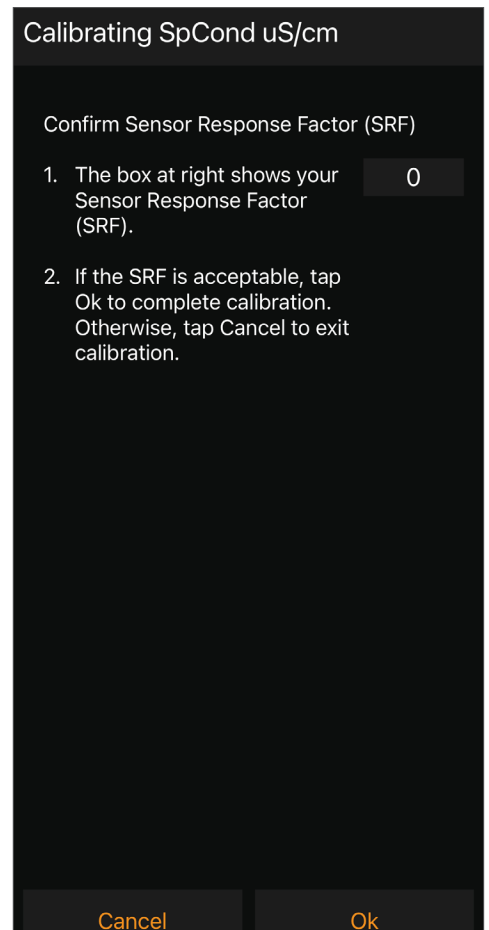 Calibrating SpCond uS/cm
Confirm Sensor Response Factor (SRF)
1. The box at right shows your
Sensor Response Factor
(SRF).
0
2. If the SRF is acceptable, tap
Ok to complete calibration.
Otherwise, tap Cancel to exit
calibration.
Cancel
Ok